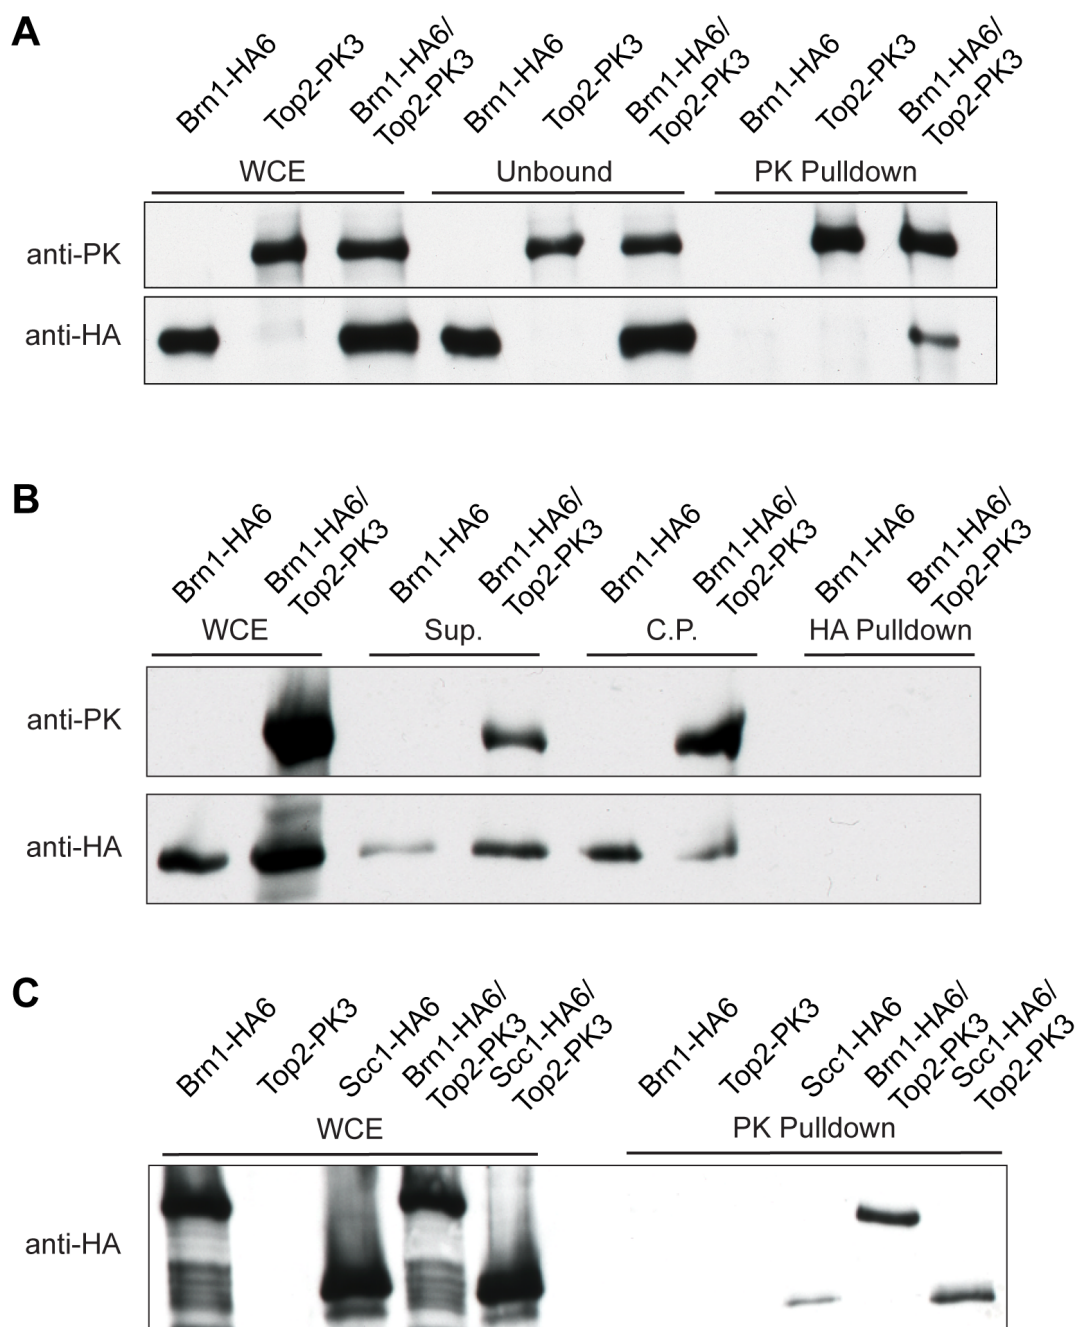 A
Brn1-HA6
Top2-PK3
Brn1-HA6/
Top2-PK3
Brn1-HA6
Top2-PK3
Brn1-HA6/
Top2-PK3
Brn1-HA6
Top2-PK3
Brn1-HA6/
Top2-PK3
WCE
Unbound
PK Pulldown
anti-PK
anti-HA
B
Brn1-HA6
Brn1-HA6/
Top2-PK3
Brn1-HA6
Brn1-HA6/
Top2-PK3
Brn1-HA6
Brn1-HA6/
Top2-PK3
Brn1-HA6
Brn1-HA6/
Top2-PK3
WCE
Sup.
C.P.
HA Pulldown
anti-PK
anti-HA
C
Brn1-HA6
Top2-PK3
Scc1-HA6
Brn1-HA6/
Top2-PK3
Scc1-HA6/
Top2-PK3
Brn1-HA6
Top2-PK3
Scc1-HA6
Brn1-HA6/
Top2-PK3
Scc1-HA6/
Top2-PK3
WCE
PK Pulldown
anti-HA